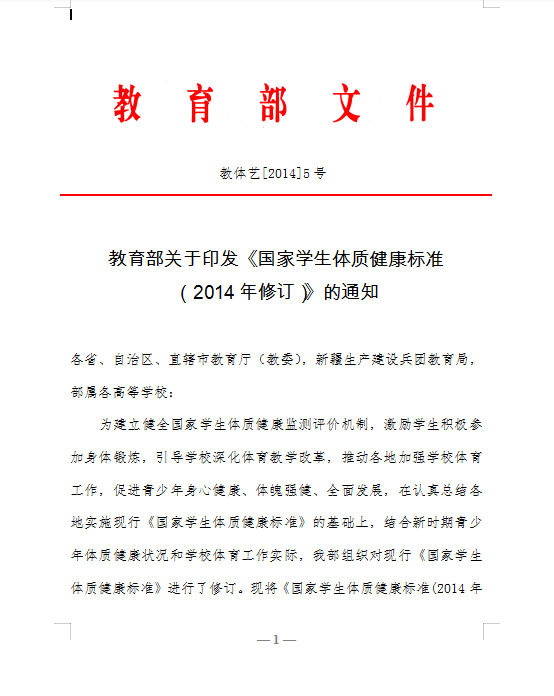 教育部文件
教体艺[2014]5号
教育部关于印发《国家学生体质健康标准
（2014年修订）》的通知
各省、自治区、直辖市教育厅（教委），新疆生产建设兵团教育局，
部属各高等学校：
为建立健全国家学生体质健康监测评价机制，激励学生积极参
加身体锻炼，引导学校深化体育教学改革，推动各地加强学校体育
工作，促进青少年身心健康、体魄强健、全面发展，在认真总结各
地实施现行《国家学生体质健康标准》的基础上，结合新时期青少
年体质健康状况和学校体育工作实际，我部组织对现行《国家学生
体质健康标准》进行了修订。现将《国家学生体质健康标准(2014年
— 1 —